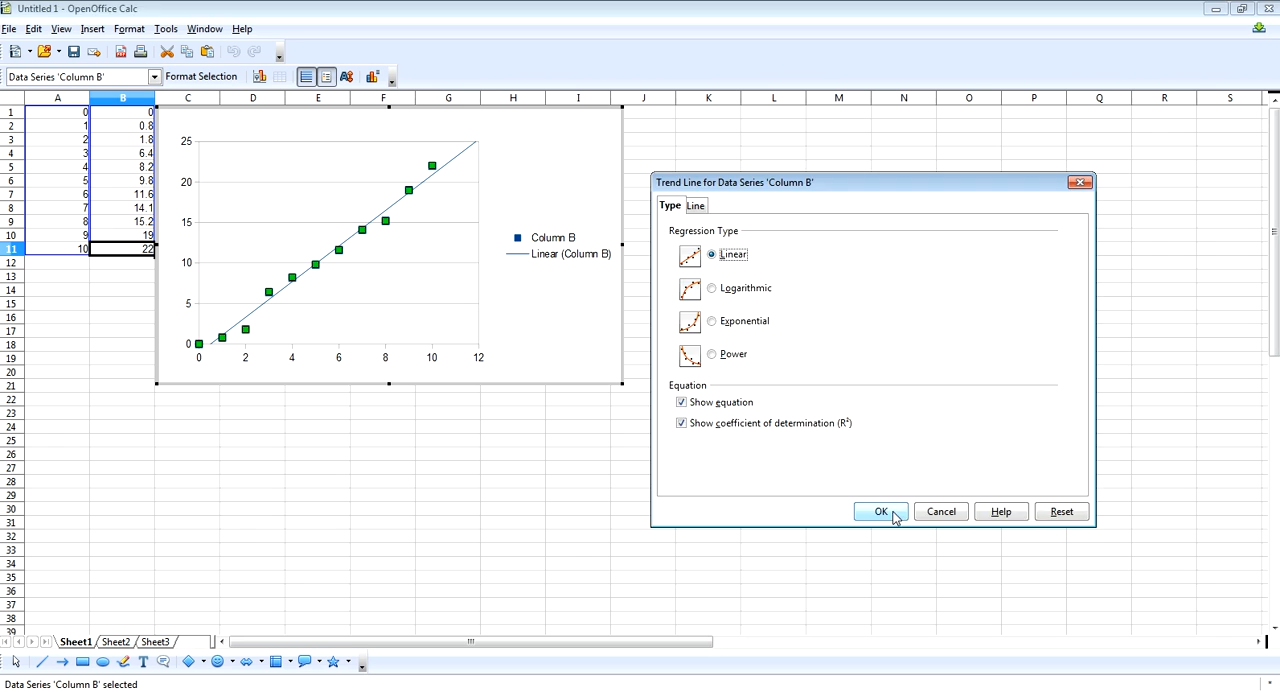 Untitled 1 - OpenOffice Calc
File Edit View Insert Format Tools Window Help
Data Series 'Column B' Format Selection
A B C D E F G H I J K L M N O P Q R S
1 0 0
2 1 0.8
3 2 1.8
4 3 6.4
5 4 8.2
6 5 9.8
7 6 11.6
8 7 14.1
9 8 15.2
10 9 19
11 10 22
12
13
14
15
16
17
18
19
20
21
22
23
24
25
26
27
28
29
30
31
32
33
34
35
36
37
38
39
25
20
15
10
5
0
0 2 4 6 8 10 12
Column B
Linear (Column B)
Trend Line for Data Series 'Column B'
Type Line
Regression Type
Linear
Logarithmic
Exponential
Power
Equation
Show equation
Show coefficient of determination (R²)
OK Cancel Help Reset
Sheet1 Sheet2 Sheet3
T
Data Series 'Column B' selected